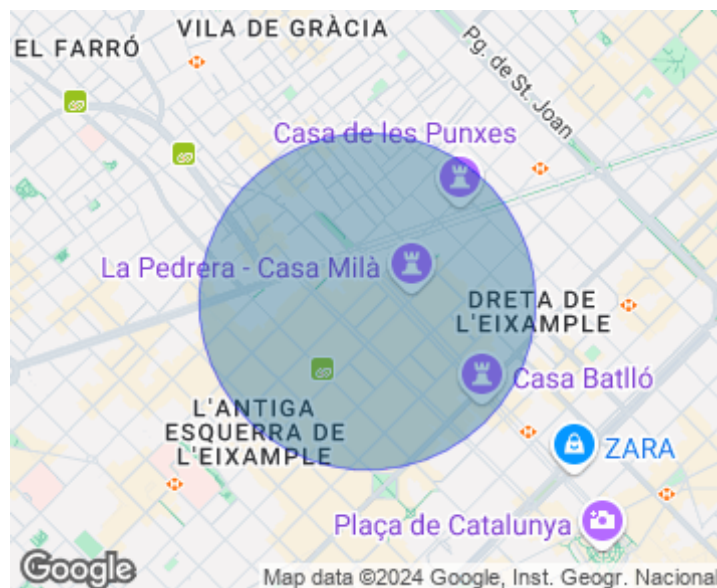 VILA DE GRÀCIA
EL FARRÓ
Pg. de St. Joan
Casa de les Punxes
La Pedrera - Casa Milà
DRETA DE
L'EIXAMPLE
Casa Batlló
L'ANTIGA
ESQUERRA DE
L'EIXAMPLE
ZARA
Plaça de Catalunya
Google
Map data ©2024 Google, Inst. Geogr. Nacional